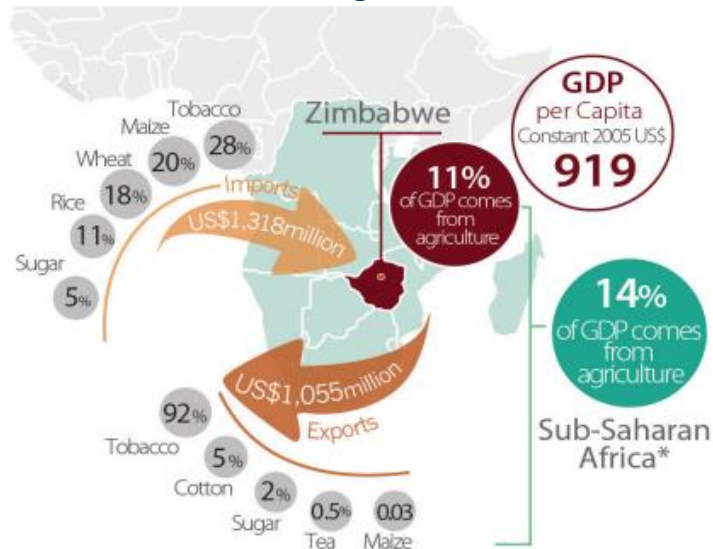 Zimbabwe
GDP
per Capita
Constant 2005 US$
919
11%
of GDP comes
from
agriculture
14%
of GDP comes
from
agriculture
Sub-Saharan
Africa*
Tobacco
28%
Maize
20%
Wheat
18%
Rice
11%
Sugar
5%
Imports
US$1,318million
US$1,055million
Exports
92%
Tobacco
5%
Cotton
2%
Sugar
0.5%
Tea
0.03
Maize